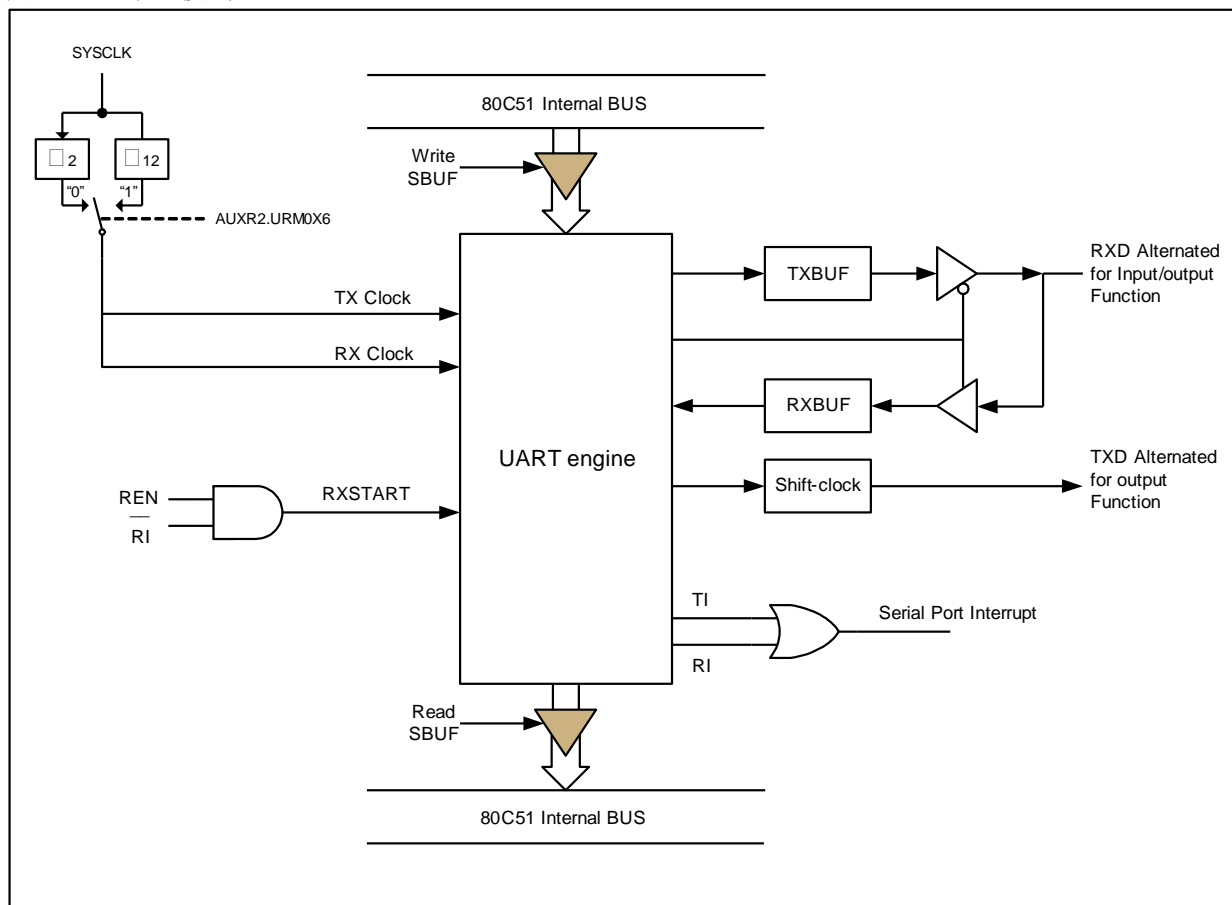 SYSCLK
80C51 Internal BUS
2
12
"0"
"1"
AUXR2.URM0X6
Write
SBUF
TX Clock
RX Clock
UART engine
TXBUF
RXD Alternated
for Input/output
Function
RXBUF
Shift-clock
TXD Alternated
for output
Function
REN
RI
RXSTART
TI
RI
Serial Port Interrupt
Read
SBUF
80C51 Internal BUS